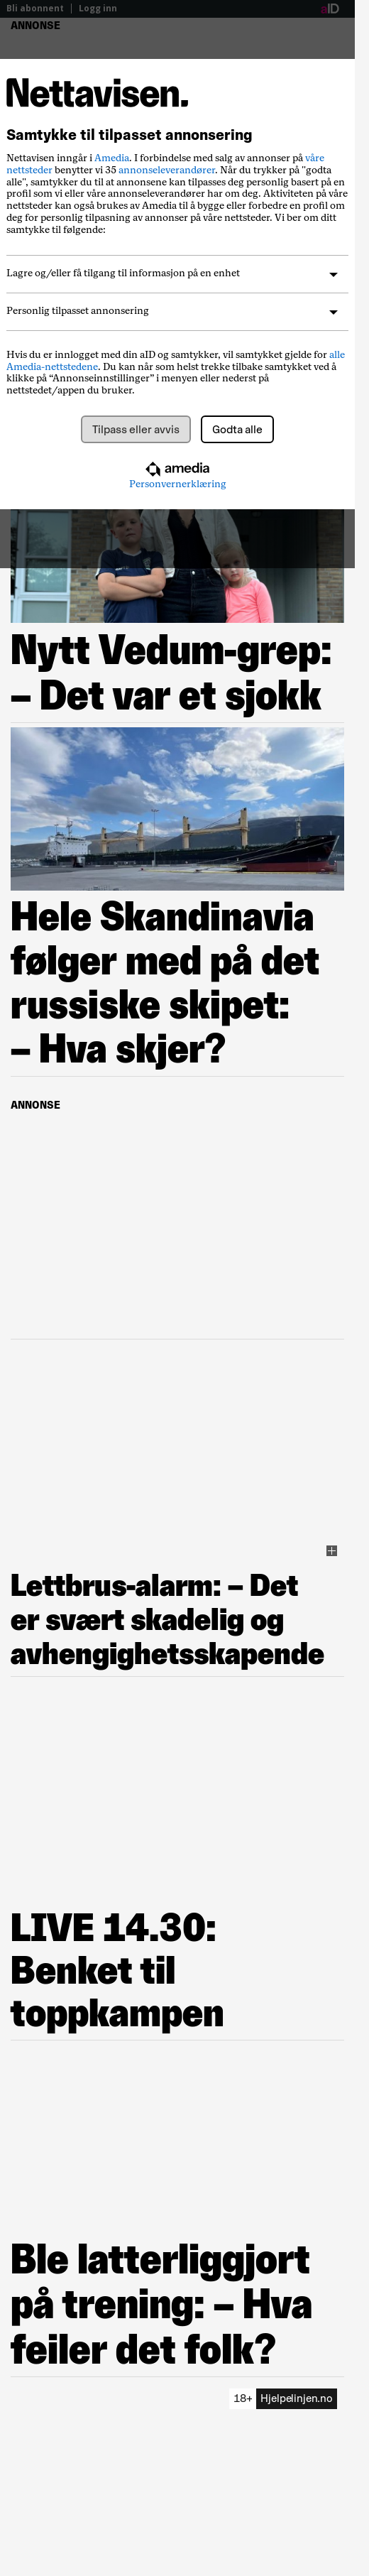 Bli abonnent | Logg inn
aID
ANNONSE
Nettavisen.
Samtykke til tilpasset annonsering
Nettavisen inngår i Amedia. I forbindelse med salg av annonser på våre
nettsteder benytter vi 35 annonseleverandører. Når du trykker på "godta
alle", samtykker du til at annonsene kan tilpasses deg personlig basert på en
profil som vi eller våre annonseleverandører har om deg. Aktiviteten på våre
nettsteder kan også brukes av Amedia til å bygge eller forbedre en profil om
deg for personlig tilpasning av annonser på våre nettsteder. Vi ber om ditt
samtykke til følgende:
Lagre og/eller få tilgang til informasjon på en enhet
Personlig tilpasset annonsering
Hvis du er innlogget med din aID og samtykker, vil samtykket gjelde for alle
Amedia-nettstedene. Du kan når som helst trekke tilbake samtykket ved å
klikke på “Annonseinnstillinger” i menyen eller nederst på
nettstedet/appen du bruker.
Tilpass eller avvis
Godta alle
amedia
Personvernerklæring
Nytt Vedum-grep:
– Det var et sjokk
Hele Skandinavia
følger med på det
russiske skipet:
– Hva skjer?
ANNONSE
Lettbrus-alarm: – Det
er svært skadelig og
avhengighetsskapende
LIVE 14.30:
Benket til
toppkampen
Ble latterliggjort
på trening: – Hva
feiler det folk?
18+ Hjelpelinjen.no